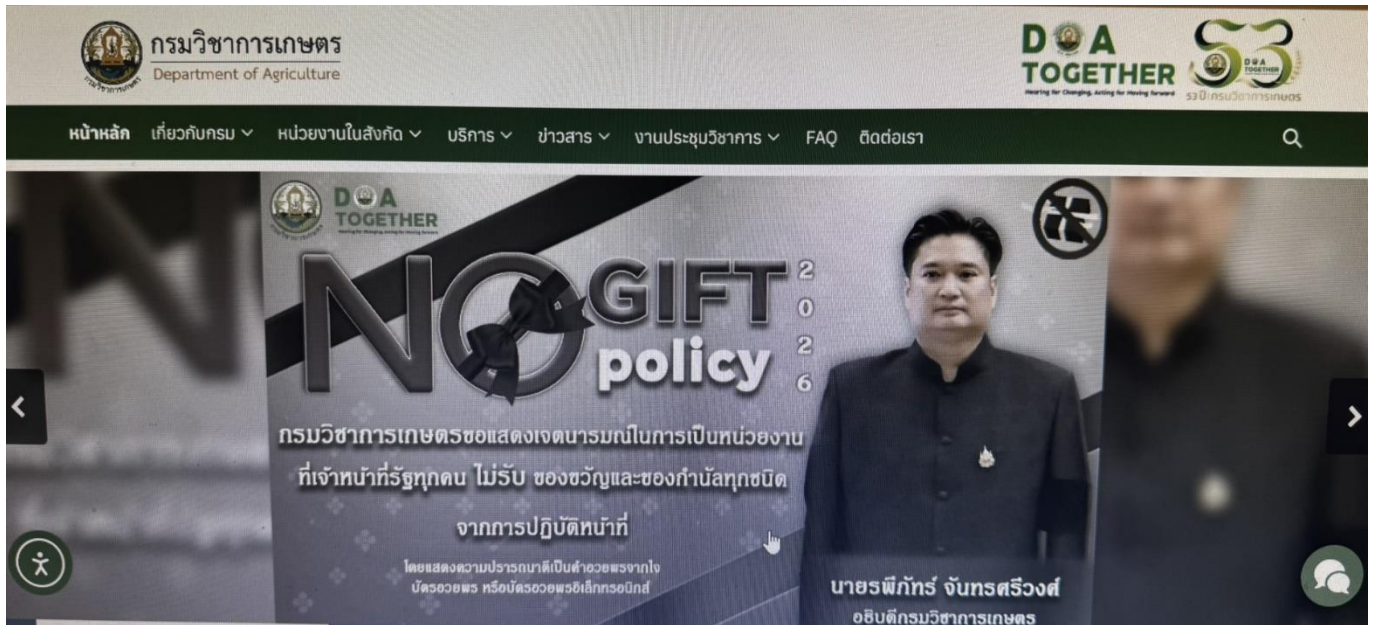 กรมวิชาการเกษตร
Department of Agriculture
D A
TOGETHER
Hearing for Changing, Acting for Moving forward
53
D A
TOGETHER
53 ปี กรมวิชาการเกษตร
หน้าหลัก เกี่ยวกับกรม หน่วยงานในสังกัด บริการ ข่าวสาร งานประชุมวิชาการ FAQ ติดต่อเรา
D A
TOGETHER
NO GIFT
policy
2026
กรมวิชาการเกษตรขอแสดงเจตนารมณ์ในการเป็นหน่วยงาน
ที่เจ้าหน้าที่รัฐทุกคน ไม่รับ ของขวัญและของกำนัลทุกชนิด
จากการปฏิบัติหน้าที่
โดยแสดงความปรารถนาดีเป็นคำอวยพรจากใจ
บัตรอวยพร หรือบัตรอวยพรอิเล็กทรอนิกส์
นายรพีภัทร์ จันทรศรีวงศ์
อธิบดีกรมวิชาการเกษตร